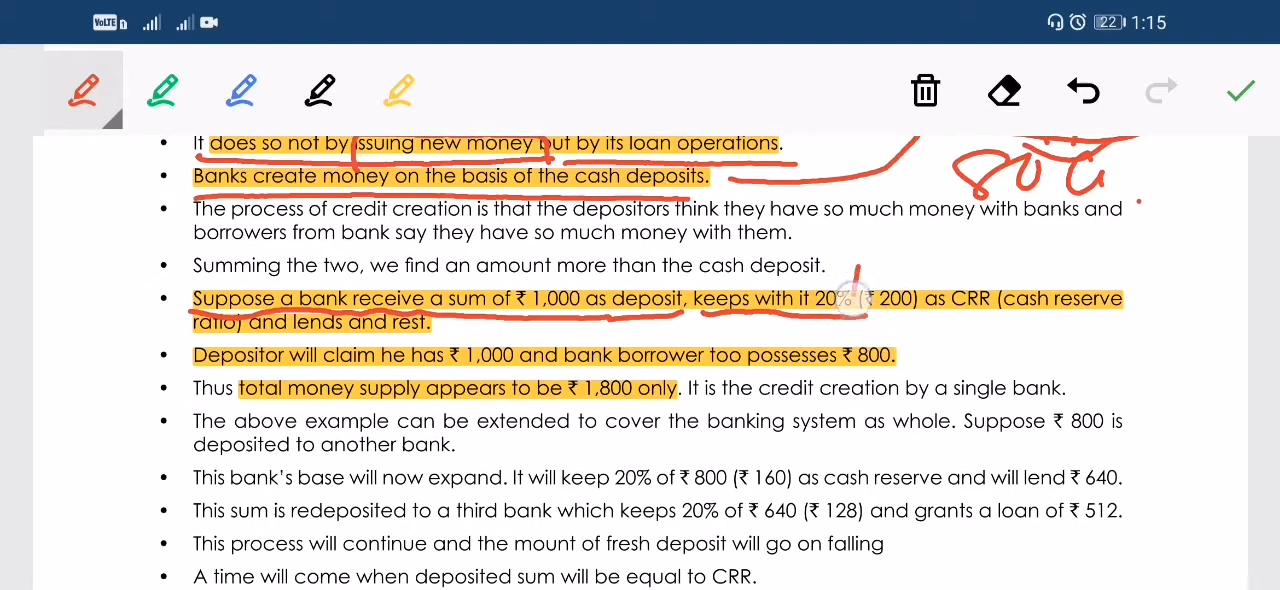 VoLTE 1 22 1:15
• It does so not by issuing new money but by its loan operations.
• Banks create money on the basis of the cash deposits.
80
• The process of credit creation is that the depositors think they have so much money with banks and
borrowers from bank say they have so much money with them.
• Summing the two, we find an amount more than the cash deposit.
• Suppose a bank receive a sum of ₹ 1,000 as deposit, keeps with it 20% (₹ 200) as CRR (cash reserve
ratio) and lends and rest.
• Depositor will claim he has ₹ 1,000 and bank borrower too possesses ₹ 800.
• Thus total money supply appears to be ₹ 1,800 only. It is the credit creation by a single bank.
• The above example can be extended to cover the banking system as whole. Suppose ₹ 800 is
deposited to another bank.
• This bank's base will now expand. It will keep 20% of ₹ 800 (₹ 160) as cash reserve and will lend ₹ 640.
• This sum is redeposited to a third bank which keeps 20% of ₹ 640 (₹ 128) and grants a loan of ₹ 512.
• This process will continue and the mount of fresh deposit will go on falling
• A time will come when deposited sum will be equal to CRR.